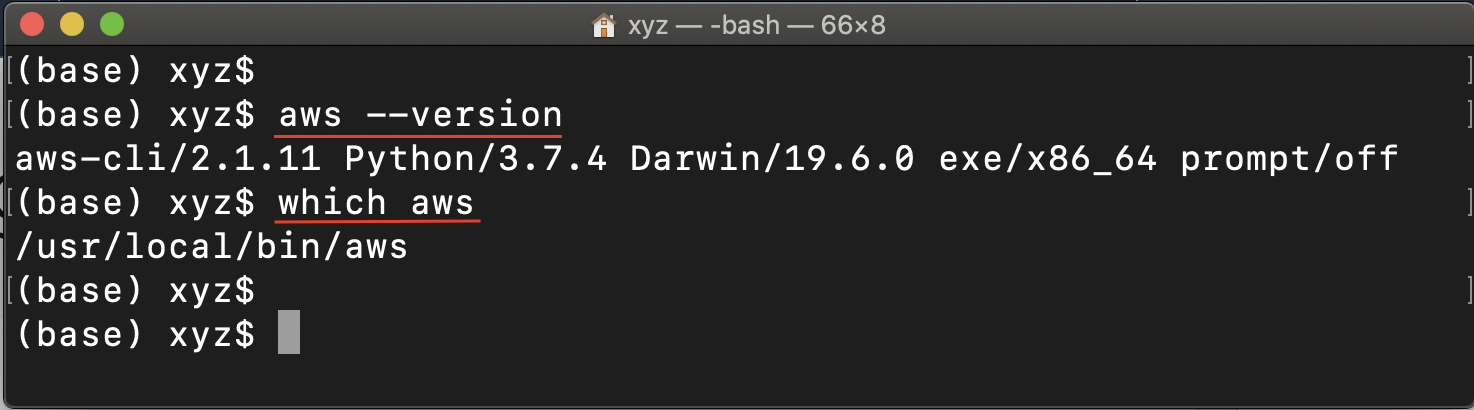 xyz — -bash — 66×8
(base) xyz$
(base) xyz$ aws --version
aws-cli/2.1.11 Python/3.7.4 Darwin/19.6.0 exe/x86_64 prompt/off
(base) xyz$ which aws
/usr/local/bin/aws
(base) xyz$
(base) xyz$